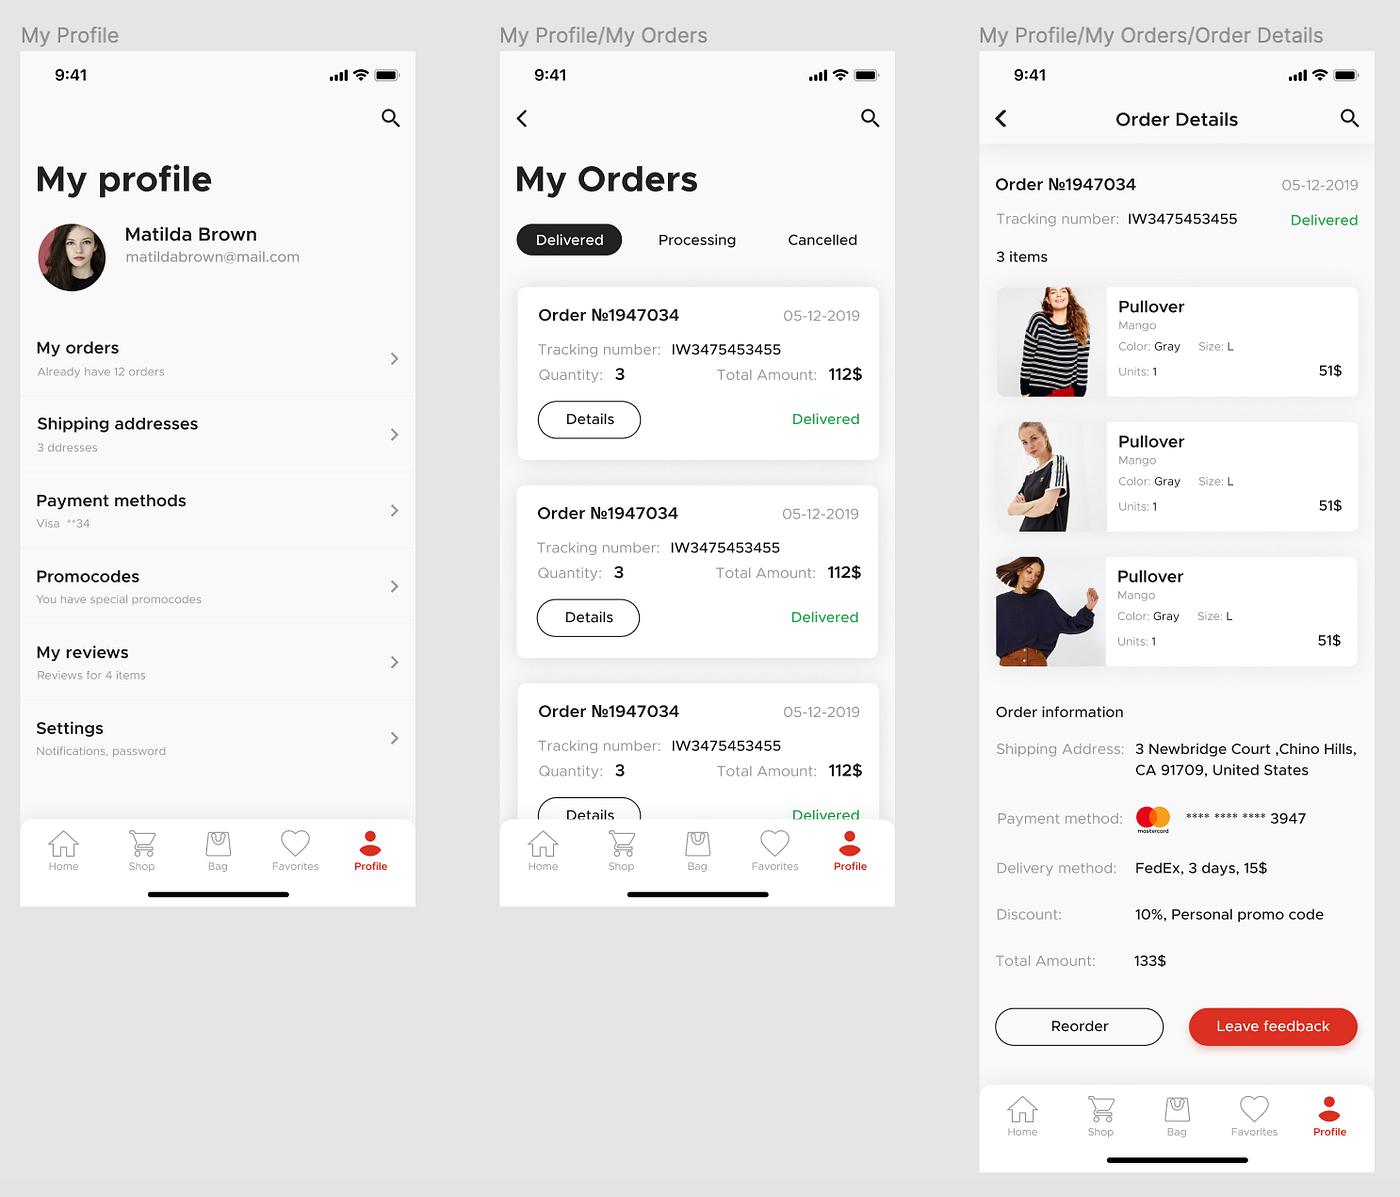 My Profile
9:41
My profile
Matilda Brown
matildabrown@mail.com
My orders
Already have 12 orders
Shipping addresses
3 ddresses
Payment methods
Visa **34
Promocodes
You have special promocodes
My reviews
Reviews for 4 items
Settings
Notifications, password
Home Shop Bag Favorites Profile
My Profile/My Orders
9:41
My Orders
Delivered Processing Cancelled
Order №1947034 05-12-2019
Tracking number: IW3475453455
Quantity: 3 Total Amount: 112$
Details Delivered
Order №1947034 05-12-2019
Tracking number: IW3475453455
Quantity: 3 Total Amount: 112$
Details Delivered
Order №1947034 05-12-2019
Tracking number: IW3475453455
Quantity: 3 Total Amount: 112$
Details Delivered
Home Shop Bag Favorites Profile
My Profile/My Orders/Order Details
9:41
Order Details
Order №1947034 05-12-2019
Tracking number: IW3475453455 Delivered
3 items
Pullover
Mango
Color: Gray Size: L
Units: 1 51$
Pullover
Mango
Color: Gray Size: L
Units: 1 51$
Pullover
Mango
Color: Gray Size: L
Units: 1 51$
Order information
Shipping Address: 3 Newbridge Court ,Chino Hills,
CA 91709, United States
Payment method: mastercard **** **** **** 3947
Delivery method: FedEx, 3 days, 15$
Discount: 10%, Personal promo code
Total Amount: 133$
Reorder Leave feedback
Home Shop Bag Favorites Profile